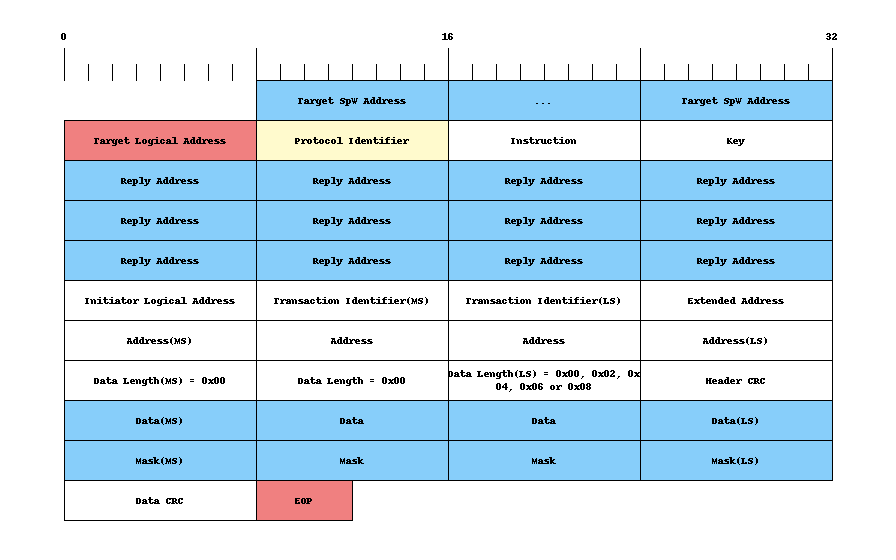 0 16 32
Target SpW Address ... Target SpW Address
Target Logical Address Protocol Identifier Instruction Key
Reply Address Reply Address Reply Address Reply Address
Reply Address Reply Address Reply Address Reply Address
Reply Address Reply Address Reply Address Reply Address
Initiator Logical Address Transaction Identifier(MS) Transaction Identifier(LS) Extended Address
Address(MS) Address Address Address(LS)
Data Length(MS) = 0x00 Data Length = 0x00 Data Length(LS) = 0x00, 0x02, 0x
04, 0x06 or 0x08 Header CRC
Data(MS) Data Data Data(LS)
Mask(MS) Mask Mask Mask(LS)
Data CRC EOP